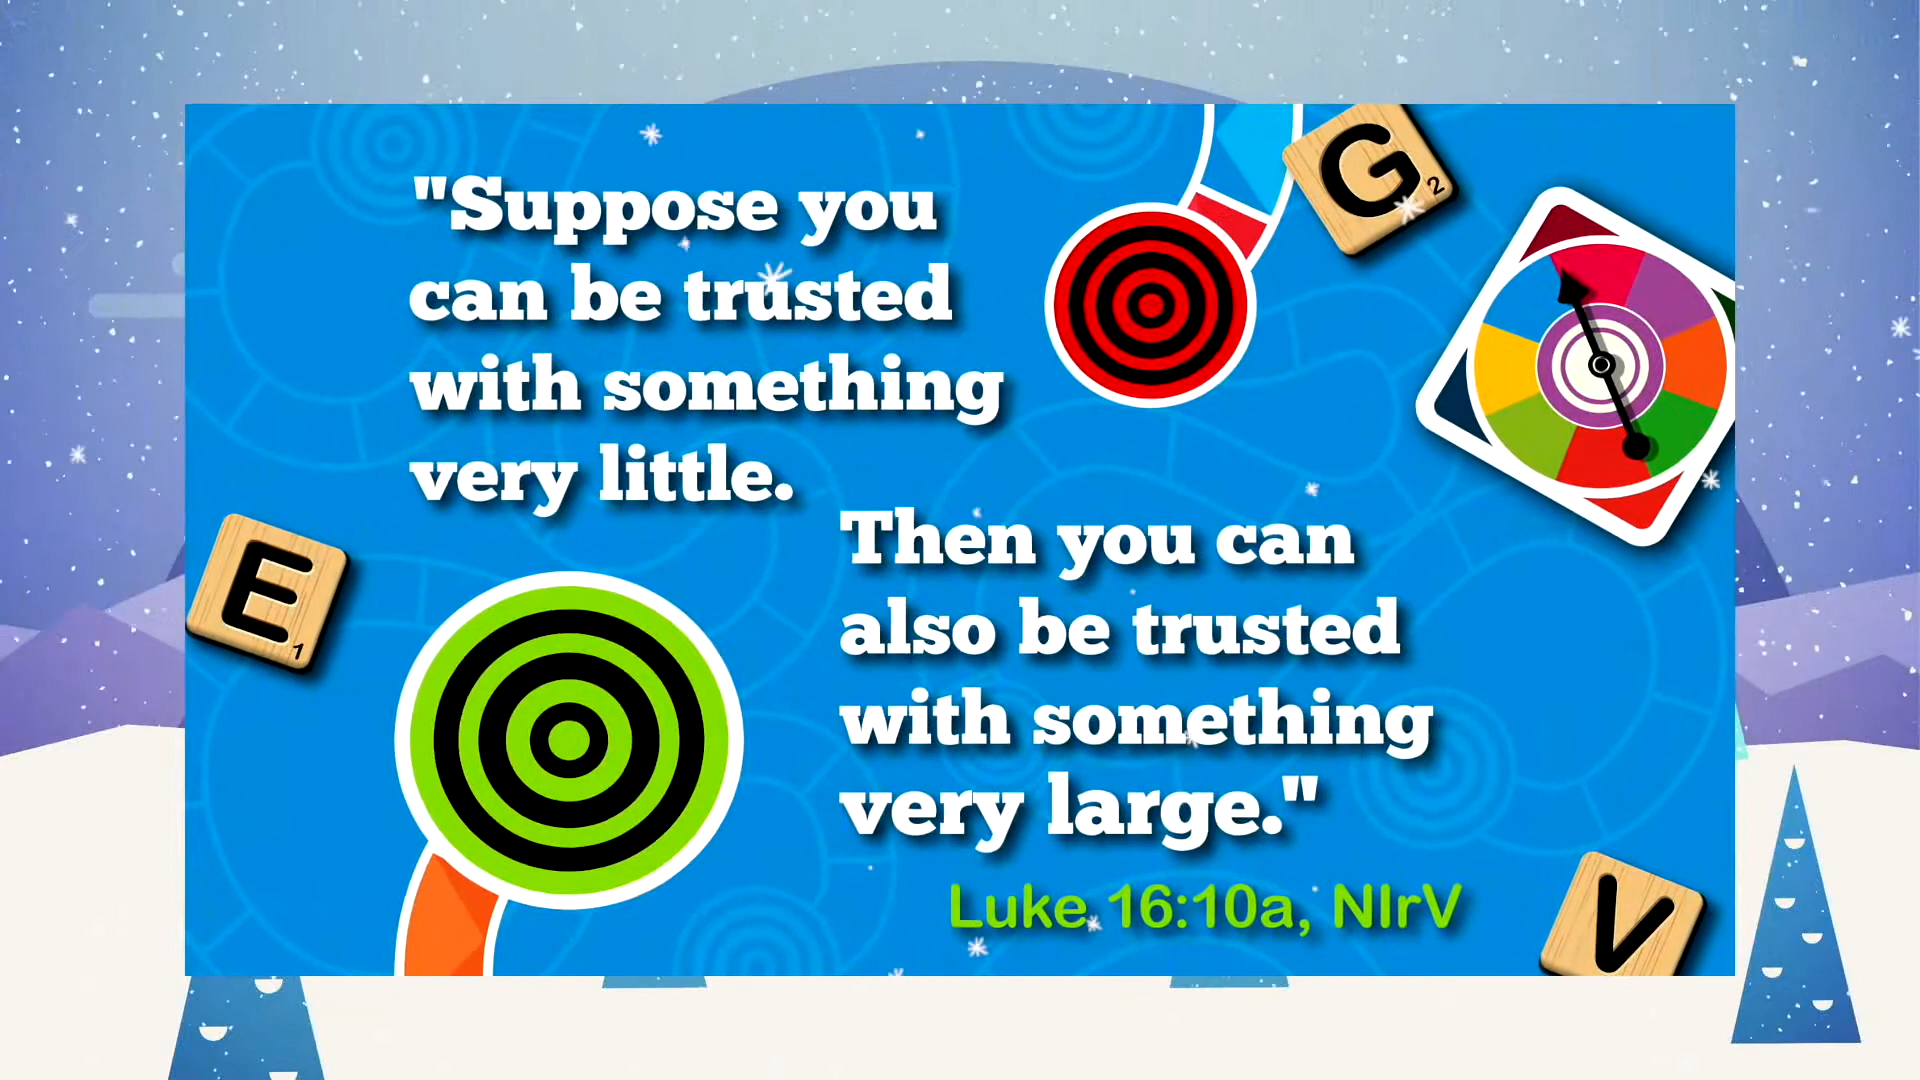 "Suppose you
can be trusted
with something
very little.
Then you can
also be trusted
with something
very large."
Luke 16:10a, NIrV
G
2
E
1
V